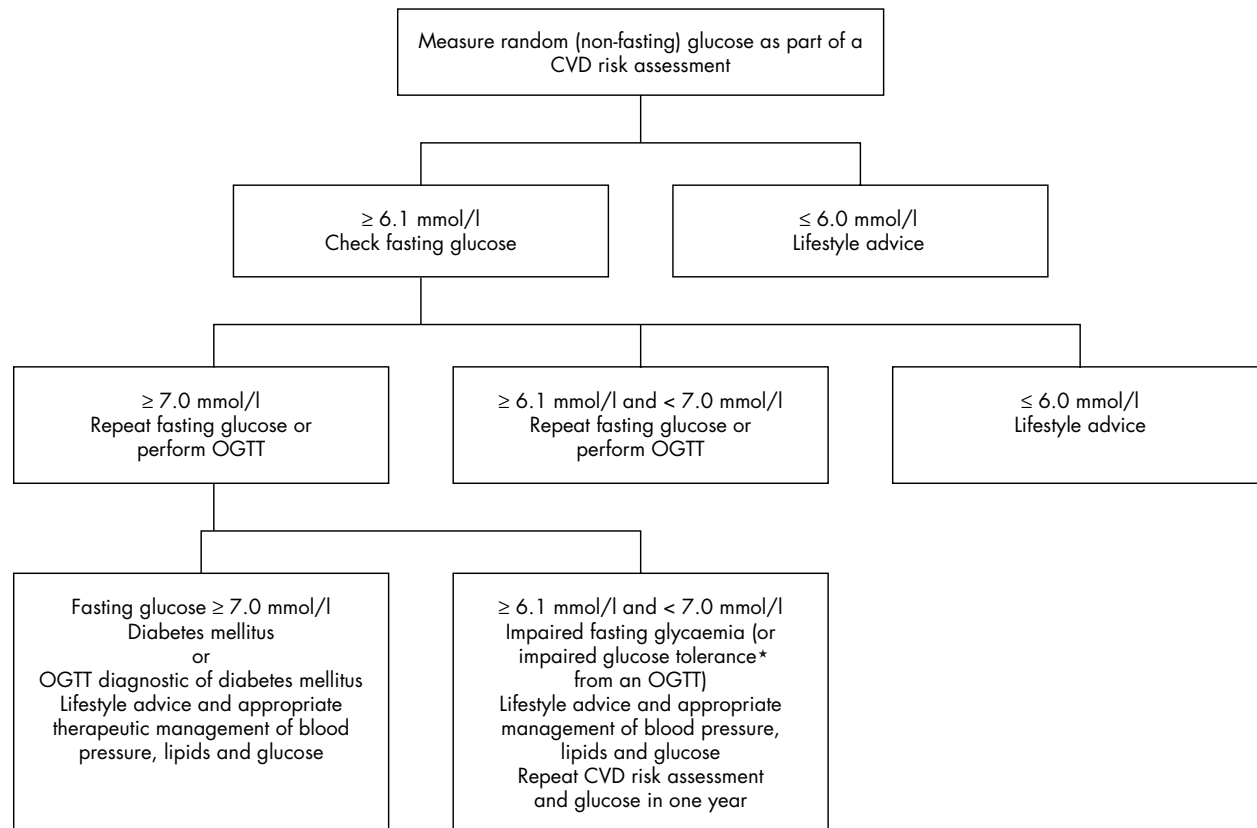 Measure random (non-fasting) glucose as part of a
CVD risk assessment
≥ 6.1 mmol/l
Check fasting glucose
≤ 6.0 mmol/l
Lifestyle advice
≥ 7.0 mmol/l
Repeat fasting glucose or
perform OGTT
≥ 6.1 mmol/l and < 7.0 mmol/l
Repeat fasting glucose or
perform OGTT
≤ 6.0 mmol/l
Lifestyle advice
Fasting glucose ≥ 7.0 mmol/l
Diabetes mellitus
or
OGTT diagnostic of diabetes mellitus
Lifestyle advice and appropriate
therapeutic management of blood
pressure, lipids and glucose
≥ 6.1 mmol/l and < 7.0 mmol/l
Impaired fasting glycaemia (or
impaired glucose tolerance★
from an OGTT)
Lifestyle advice and appropriate
management of blood pressure,
lipids and glucose
Repeat CVD risk assessment
and glucose in one year